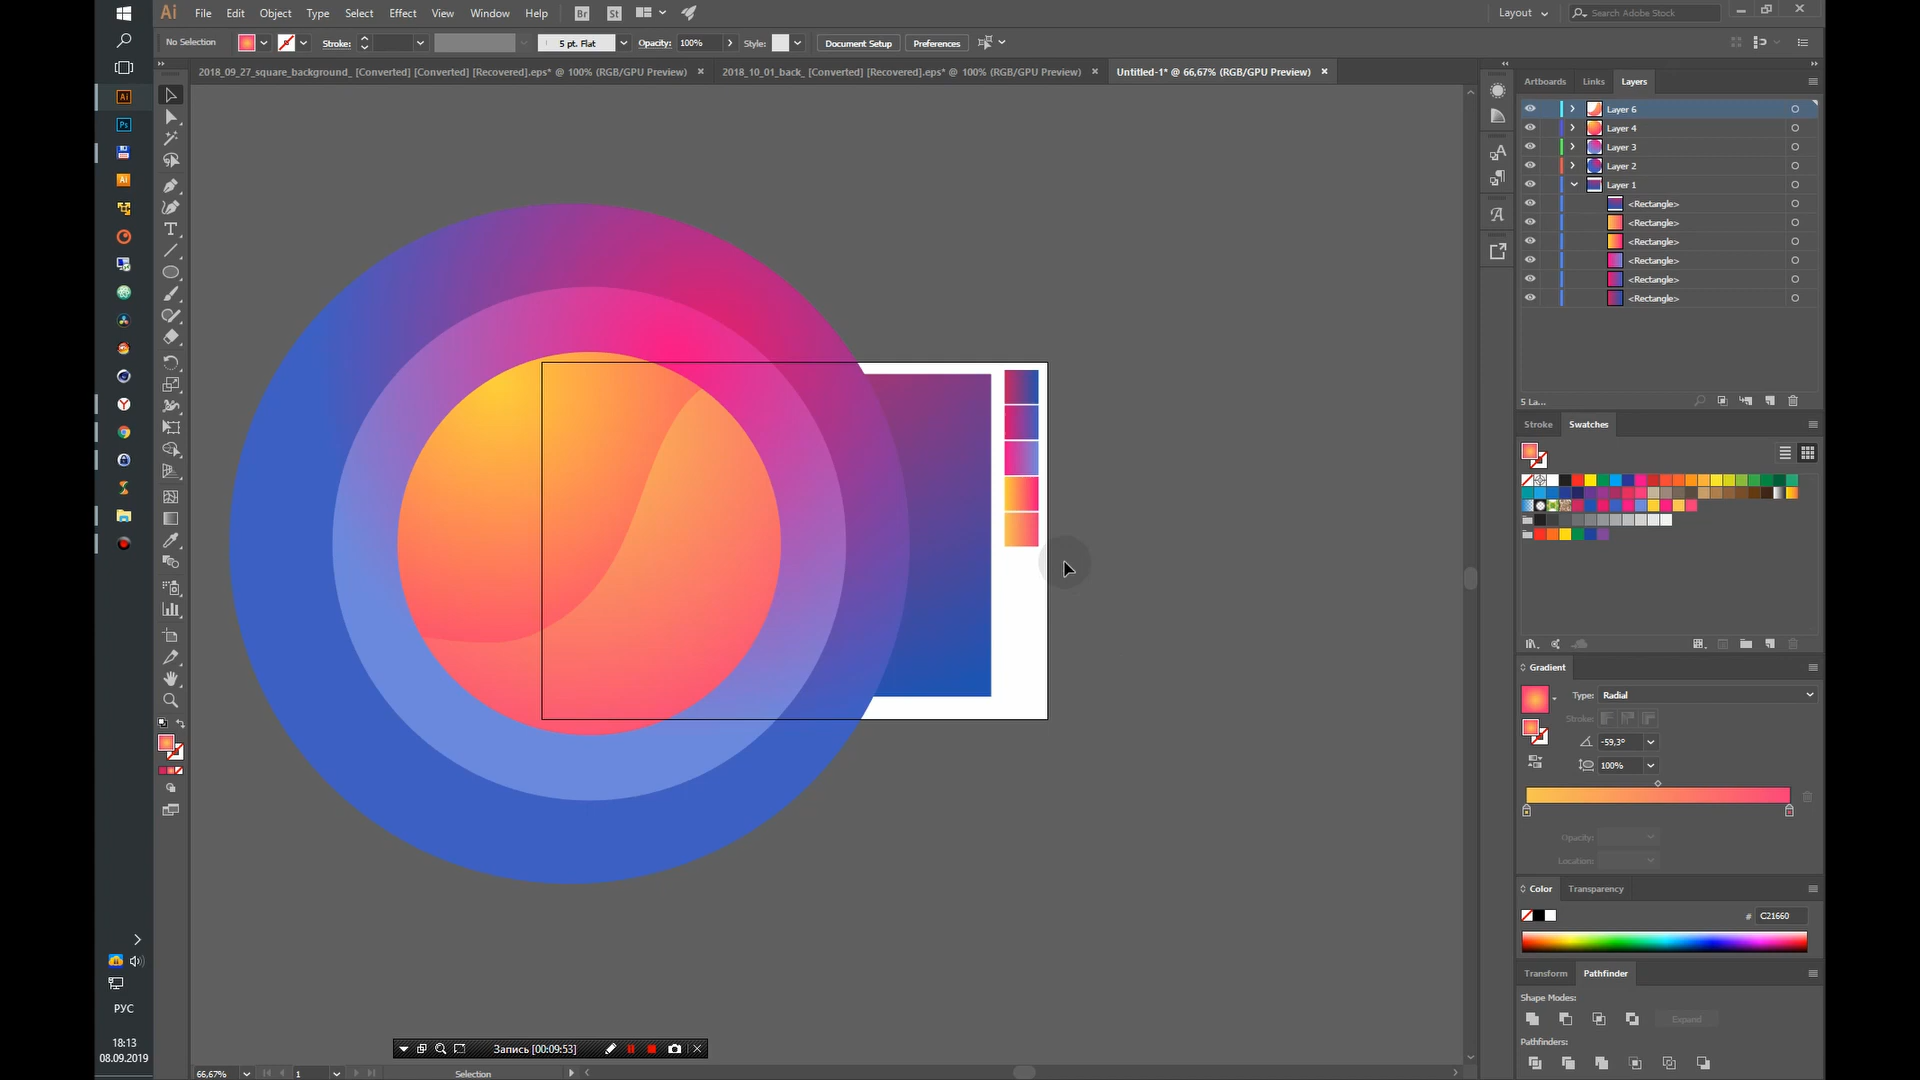 Ai File Edit Object Type Select Effect View Window Help Br St Layout Search Adobe Stock
No Selection Stroke: 5 pt. Flat Opacity: 100% Style: Document Setup Preferences
2018_09_27_square_background_ [Converted] [Converted] [Recovered].eps* @ 100% (RGB/GPU Preview) × 2018_10_01_back_ [Converted] [Recovered].eps* @ 100% (RGB/GPU Preview) × Untitled-1* @ 66,67% (RGB/GPU Preview) ×
Artboards Links Layers
Layer 6
Layer 4
Layer 3
Layer 2
Layer 1
<Rectangle>
<Rectangle>
<Rectangle>
<Rectangle>
<Rectangle>
<Rectangle>
5 La...
Stroke Swatches
Gradient
Type: Radial
Stroke:
-59,3°
100%
Opacity:
Location:
Color Transparency
# C21660
Transform Pathfinder
Shape Modes:
Expand
Pathfinders:
Ai
Ps
Ai
РУС
18:13
08.09.2019
Запись [00:09:53]
66,67% 1 Selection